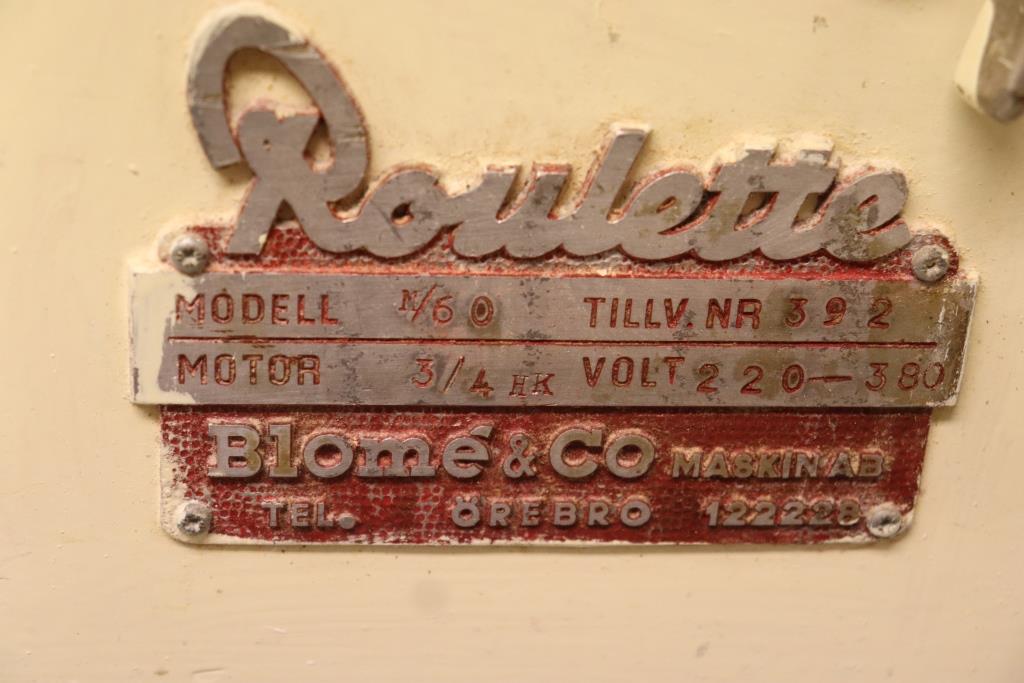 Roulette
MODELL N/60 TILLV. NR 392
MOTOR 3/4 HK VOLT 220-380
Blomé & Co MASKIN AB
TEL. ÖREBRO 122228